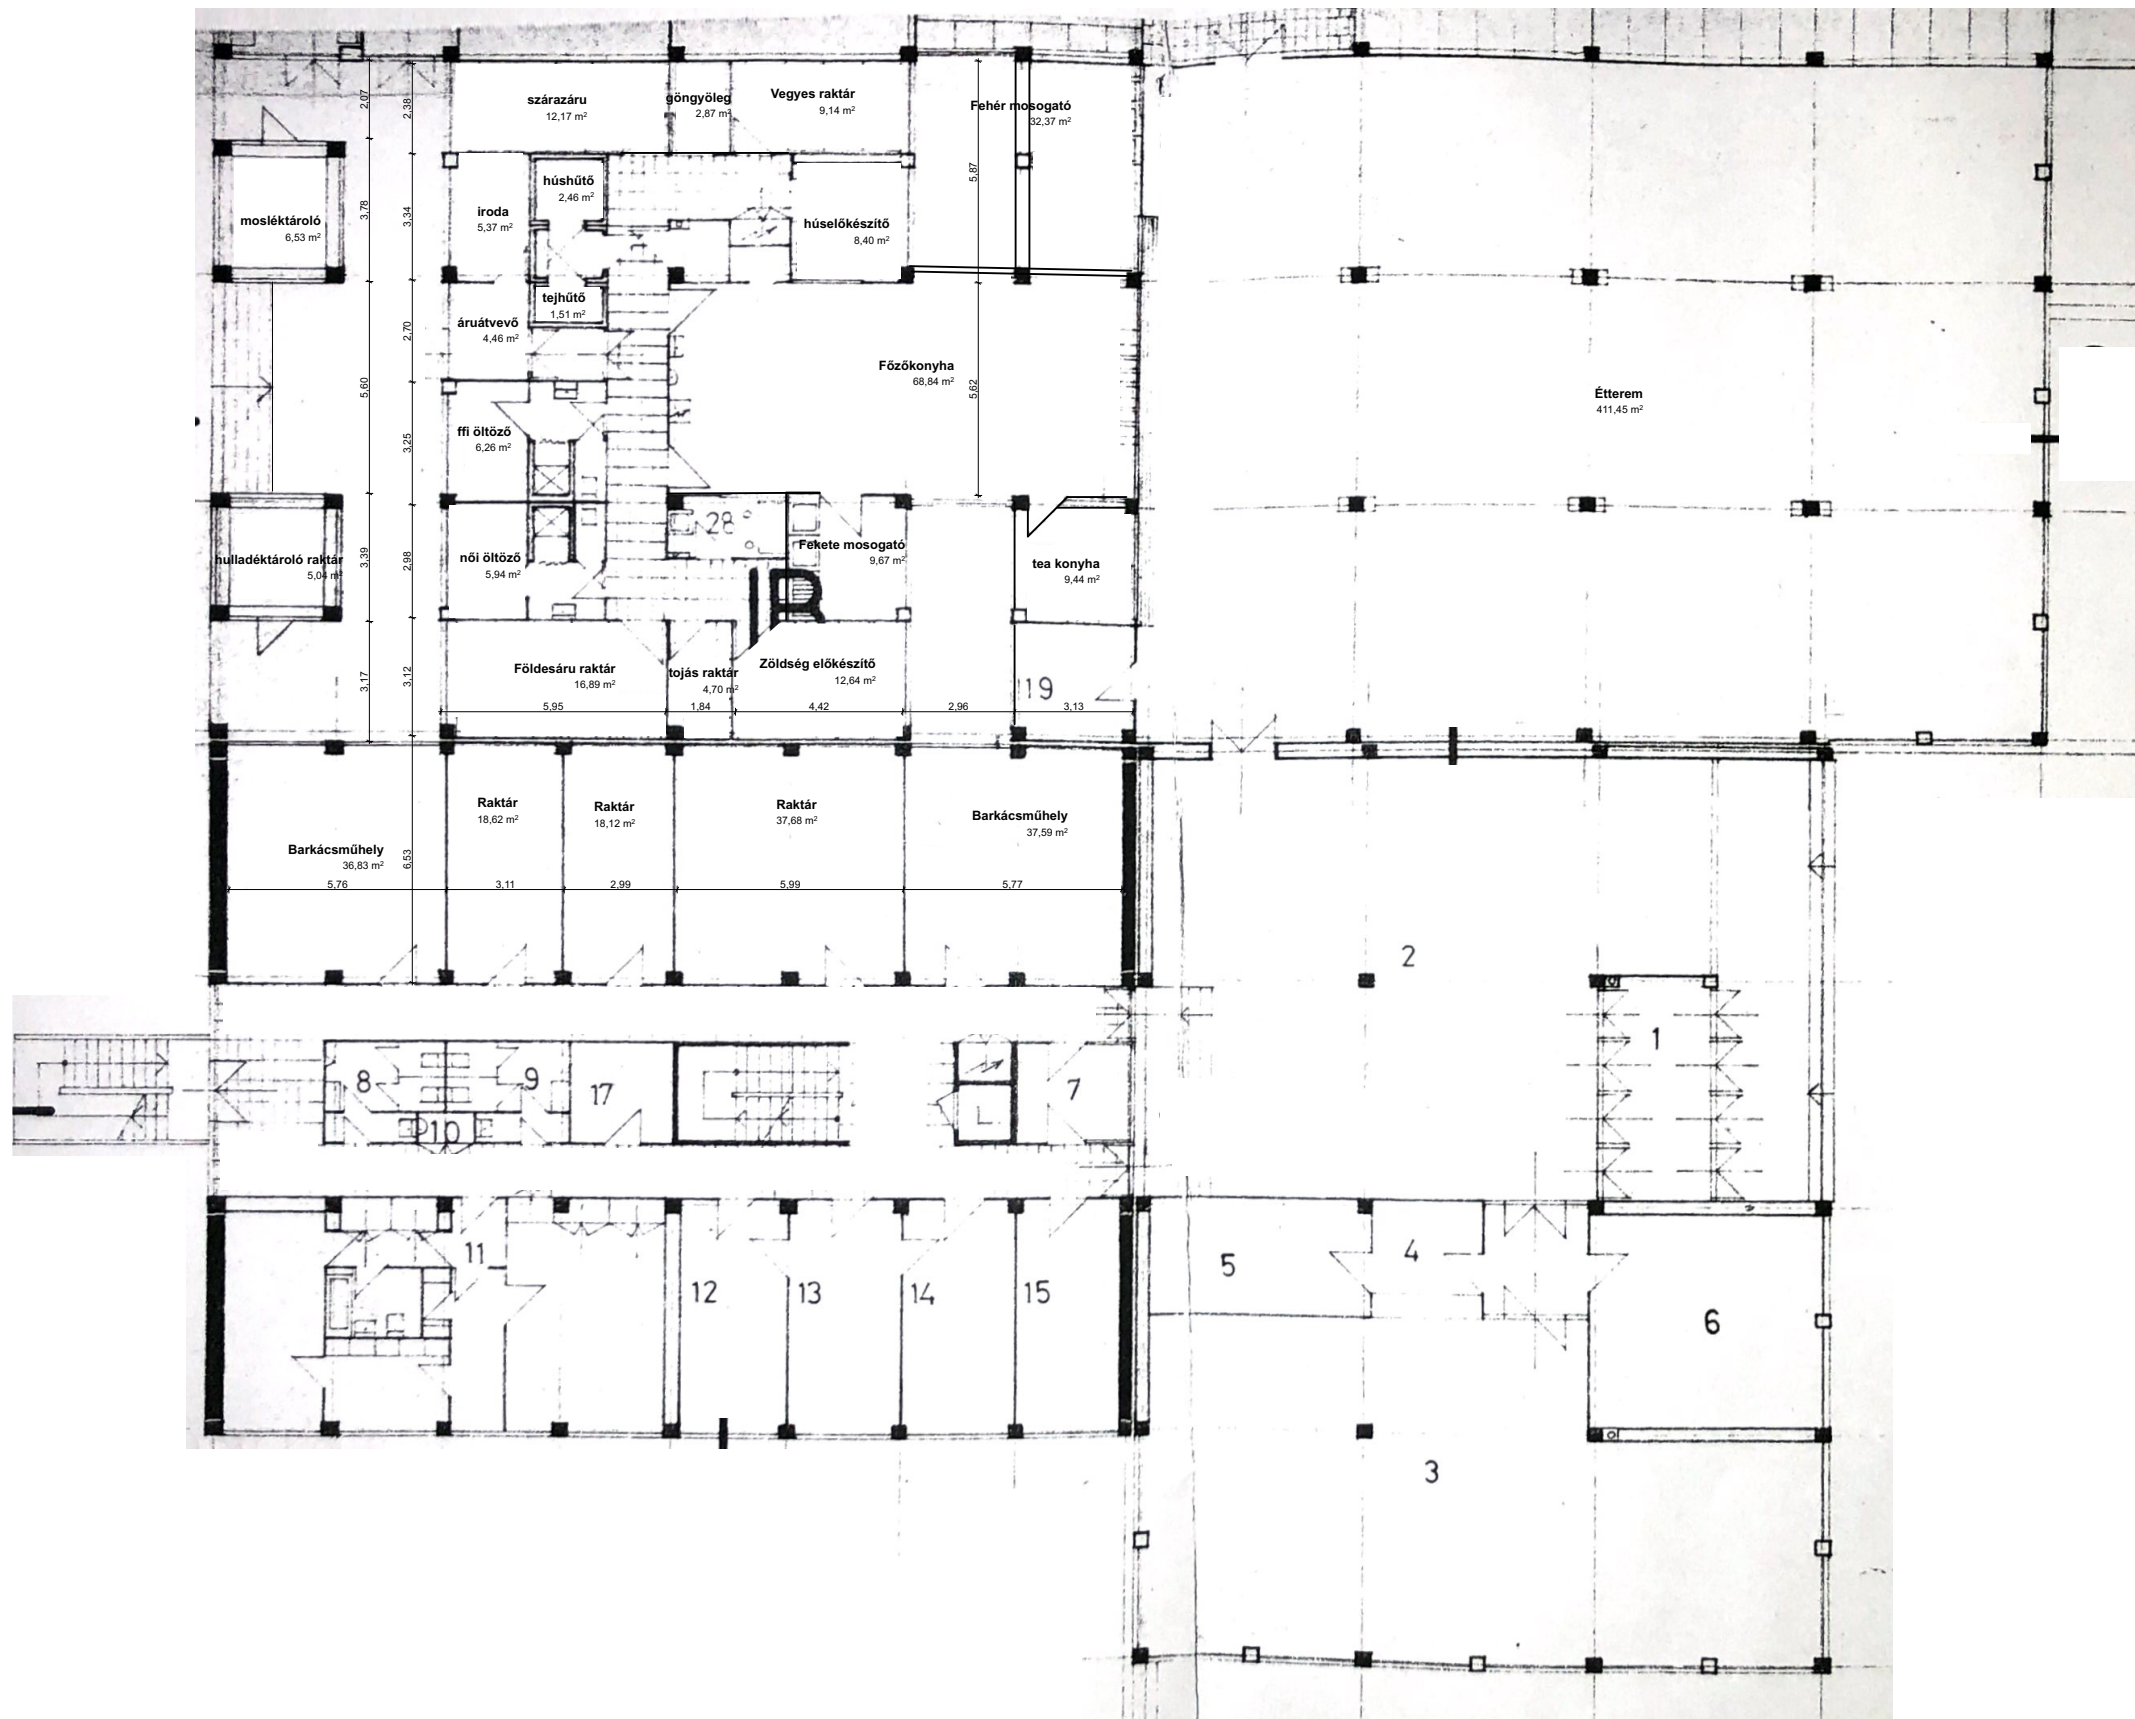 szárazáru
12,17 m²
göngyöleg
2,87 m²
Vegyes raktár
9,14 m²
Fehér mosogató
32,37 m²
2,07
2,38
5,87
húshűtő
2,46 m²
mosléktároló
6,53 m²
3,78
3,34
iroda
5,37 m²
húselőkészítő
8,40 m²
tejhűtő
1,51 m²
áruátvevő
4,46 m²
2,70
5,60
Főzőkonyha
68,84 m²
5,62
Étterem
411,45 m²
ffi öltöző
6,26 m²
3,25
28
hulladéktároló raktár
5,04 m²
3,39
2,98
női öltöző
5,94 m²
Fekete mosogató
9,67 m²
tea konyha
9,44 m²
3,17
3,12
Földesáru raktár
16,89 m²
tojás raktár
4,70 m²
Zöldség előkészítő
12,64 m²
19
5,95
1,84
4,42
2,96
3,13
Barkácsműhely
36,83 m²
6,53
Raktár
18,62 m²
Raktár
18,12 m²
Raktár
37,68 m²
Barkácsműhely
37,59 m²
5,76
3,11
2,99
5,99
5,77
2
1
8
9
17
10
L
7
11
12
13
14
15
5
4
6
3